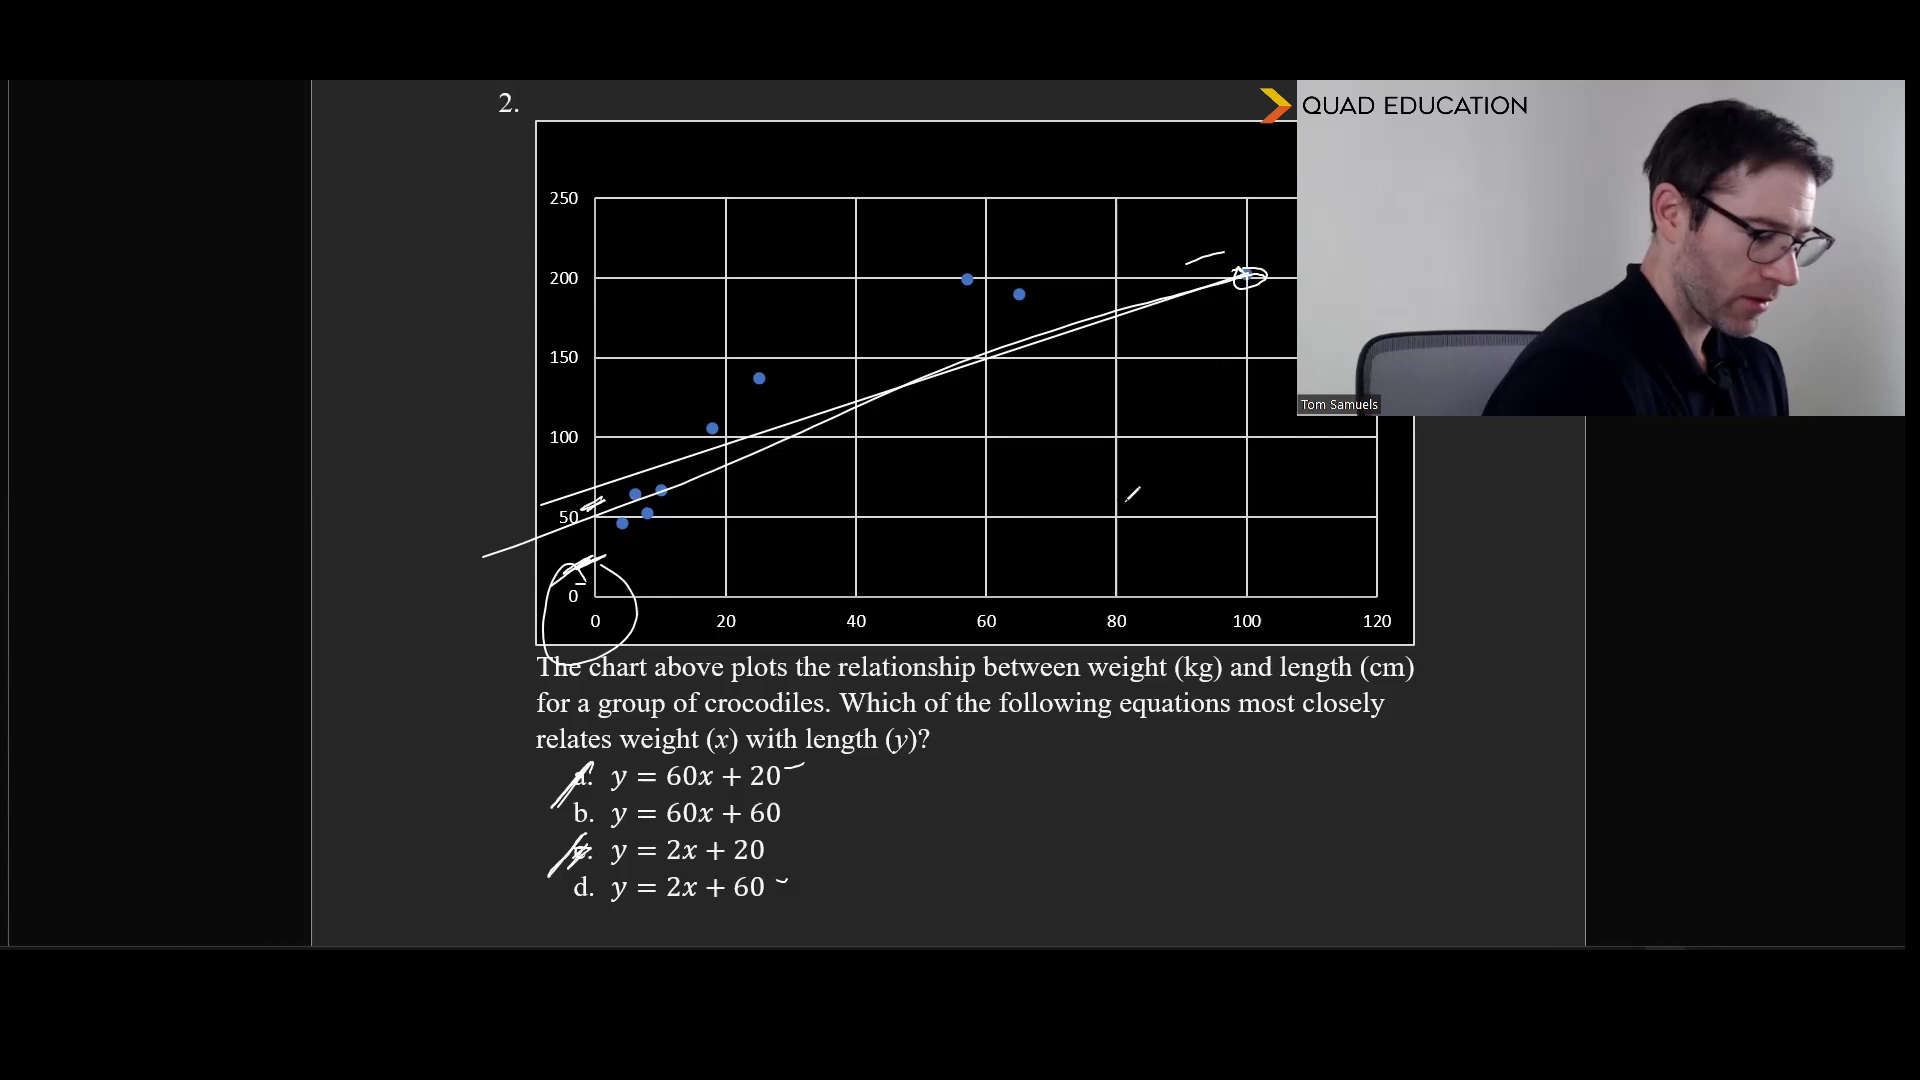 2.
QUAD EDUCATION
250
200
150
100
50
0
0 20 40 60 80 100 120
Tom Samuels
The chart above plots the relationship between weight (kg) and length (cm)
for a group of crocodiles. Which of the following equations most closely
relates weight (x) with length (y)?
a. y = 60x + 20
b. y = 60x + 60
c. y = 2x + 20
d. y = 2x + 60